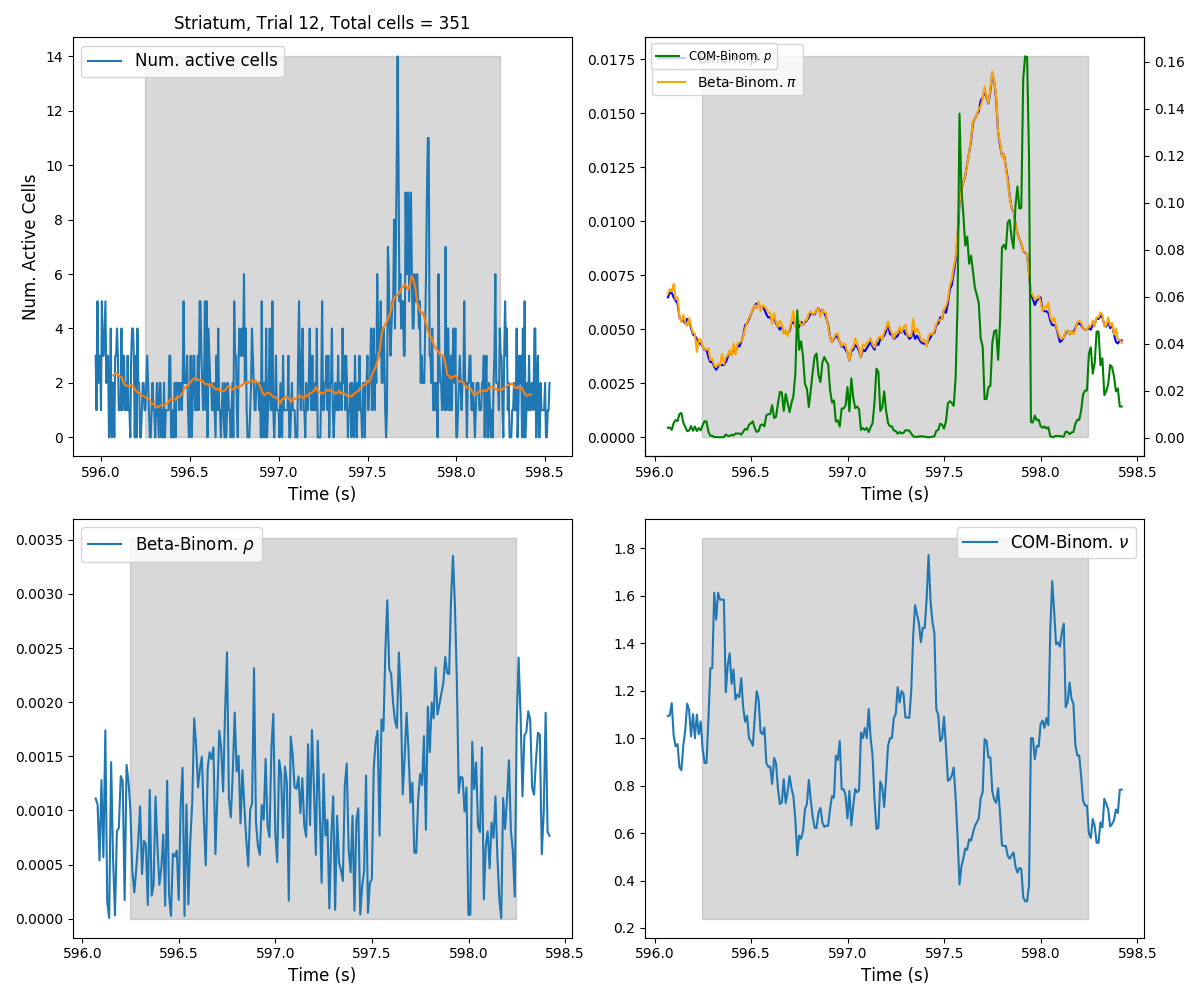 Striatum, Trial 12, Total cells = 351
Num. active cells
14
12
10
8
6
4
2
0
Num. Active Cells
596.0 596.5 597.0 597.5 598.0 598.5
Time (s)
COM-Binom. p
Beta-Binom. π
0.0175
0.0150
0.0125
0.0100
0.0075
0.0050
0.0025
0.0000
0.16
0.14
0.12
0.10
0.08
0.06
0.04
0.02
0.00
596.0 596.5 597.0 597.5 598.0 598.5
Time (s)
Beta-Binom. ρ
0.0035
0.0030
0.0025
0.0020
0.0015
0.0010
0.0005
0.0000
596.0 596.5 597.0 597.5 598.0 598.5
Time (s)
COM-Binom. ν
1.8
1.6
1.4
1.2
1.0
0.8
0.6
0.4
0.2
596.0 596.5 597.0 597.5 598.0 598.5
Time (s)